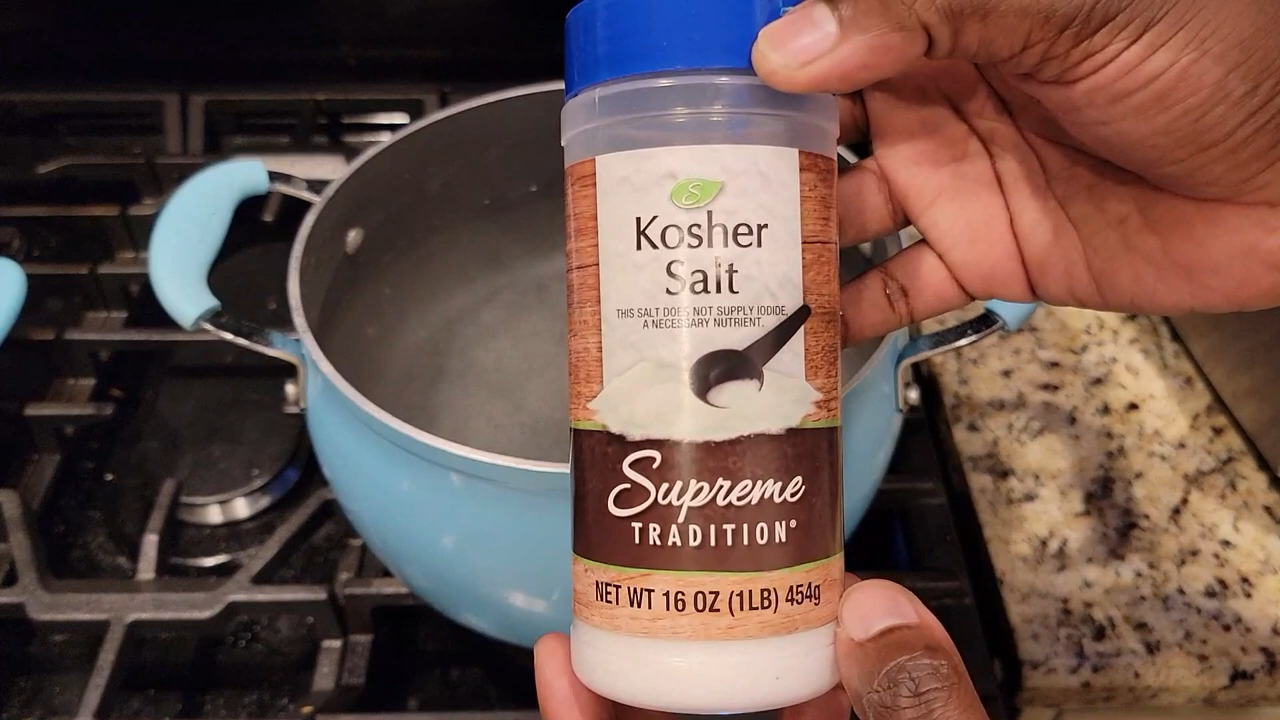 S
Kosher
Salt
THIS SALT DOES NOT SUPPLY IODIDE,
A NECESSARY NUTRIENT.
Supreme
TRADITION®
NET WT 16 OZ (1LB) 454g